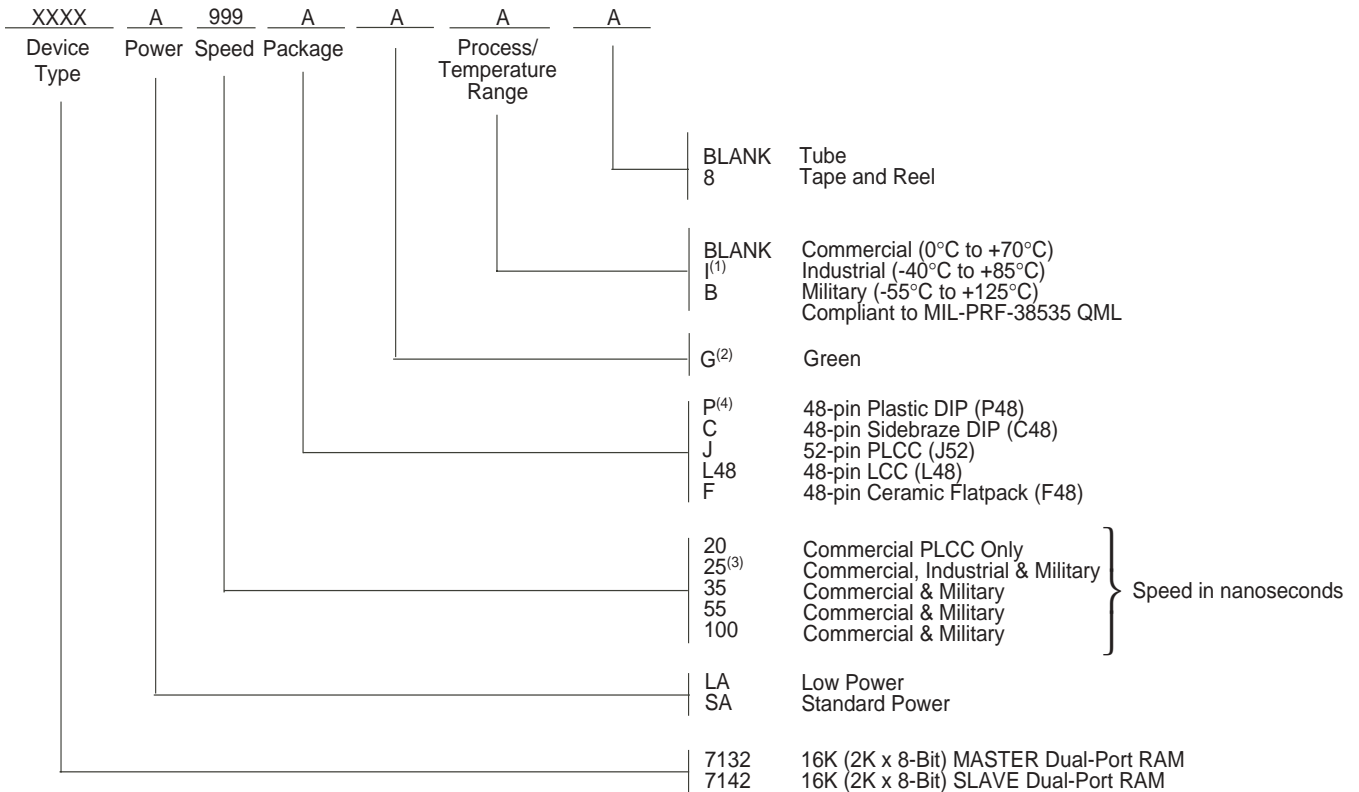 XXXX A 999 A A A A
Device Type
Power
Speed
Package
Process/
Temperature
Range
BLANK Tube
8 Tape and Reel
BLANK Commercial (0°C to +70°C)
I(1) Industrial (-40°C to +85°C)
B Military (-55°C to +125°C)
Compliant to MIL-PRF-38535 QML
G(2) Green
P(4) 48-pin Plastic DIP (P48)
C 48-pin Sidebraze DIP (C48)
J 52-pin PLCC (J52)
L48 48-pin LCC (L48)
F 48-pin Ceramic Flatpack (F48)
20 Commercial PLCC Only
25(3) Commercial, Industrial & Military
35 Commercial & Military
55 Commercial & Military
100 Commercial & Military
Speed in nanoseconds
LA Low Power
SA Standard Power
7132 16K (2K x 8-Bit) MASTER Dual-Port RAM
7142 16K (2K x 8-Bit) SLAVE Dual-Port RAM